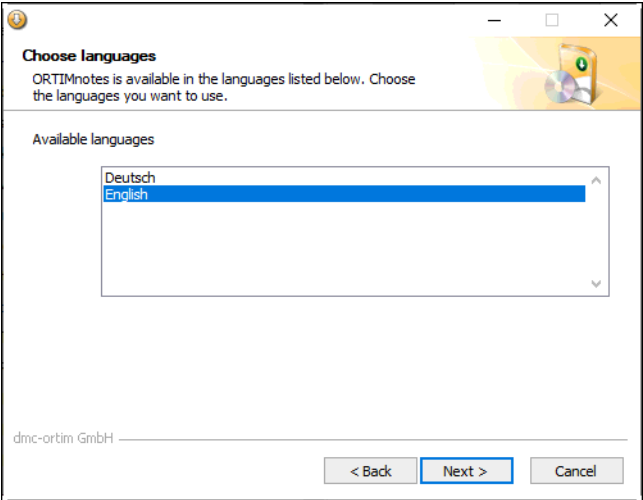 Choose languages
ORTIMnotes is available in the languages listed below. Choose
the languages you want to use.
Available languages
Deutsch
English
dmc-ortim GmbH
< Back
Next >
Cancel